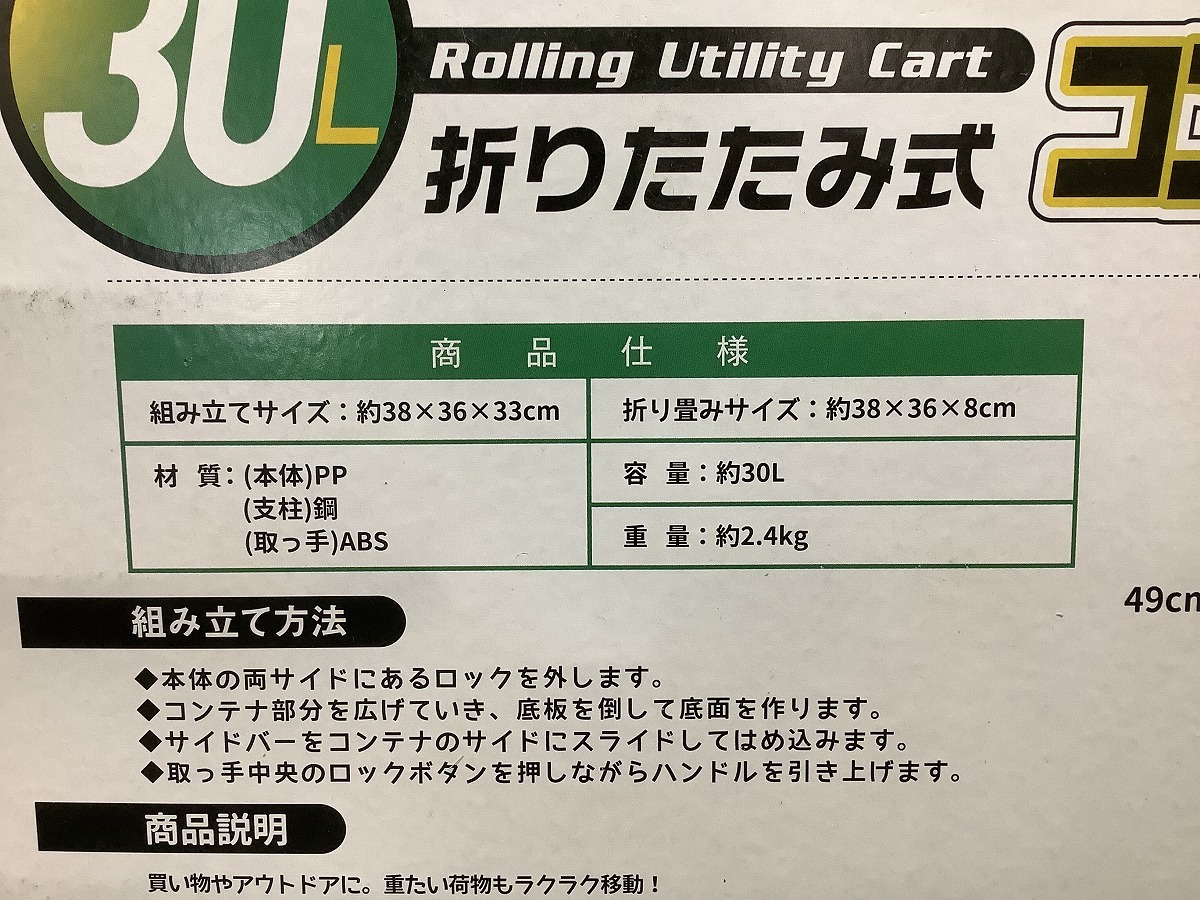 30L
Rolling Utility Cart
折りたたみ式
コ
商品仕様
組み立てサイズ：約38×36×33cm
折り畳みサイズ：約38×36×8cm
材質：(本体)PP
(支柱)鋼
(取っ手)ABS
容量：約30L
重量：約2.4kg
49cm
組み立て方法
◆本体の両サイドにあるロックを外します。
◆コンテナ部分を広げていき、底板を倒して底面を作ります。
◆サイドバーをコンテナのサイドにスライドしてはめ込みます。
◆取っ手中央のロックボタンを押しながらハンドルを引き上げます。
商品説明
買い物やアウトドアに。重たい荷物もラクラク移動！